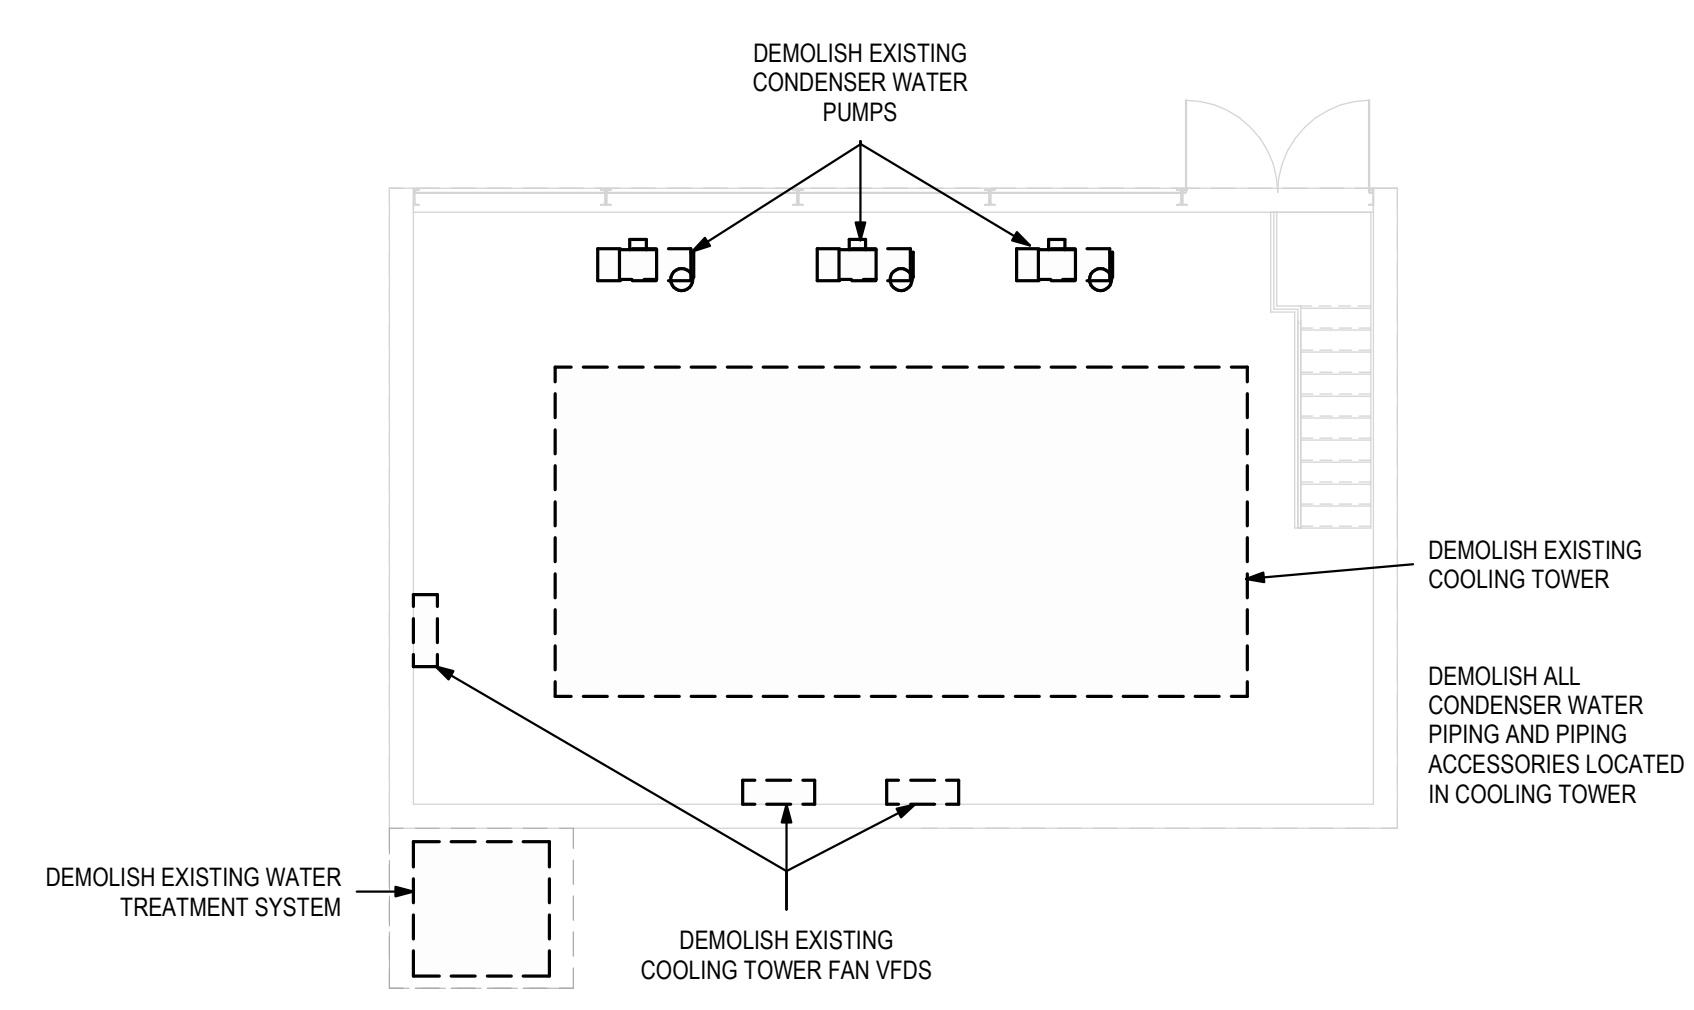 DEMOLISH EXISTING
CONDENSER WATER
PUMPS
DEMOLISH EXISTING
COOLING TOWER
DEMOLISH ALL
CONDENSER WATER
PIPING AND PIPING
ACCESSORIES LOCATED
IN COOLING TOWER
DEMOLISH EXISTING WATER
TREATMENT SYSTEM
DEMOLISH EXISTING
COOLING TOWER FAN VFDS